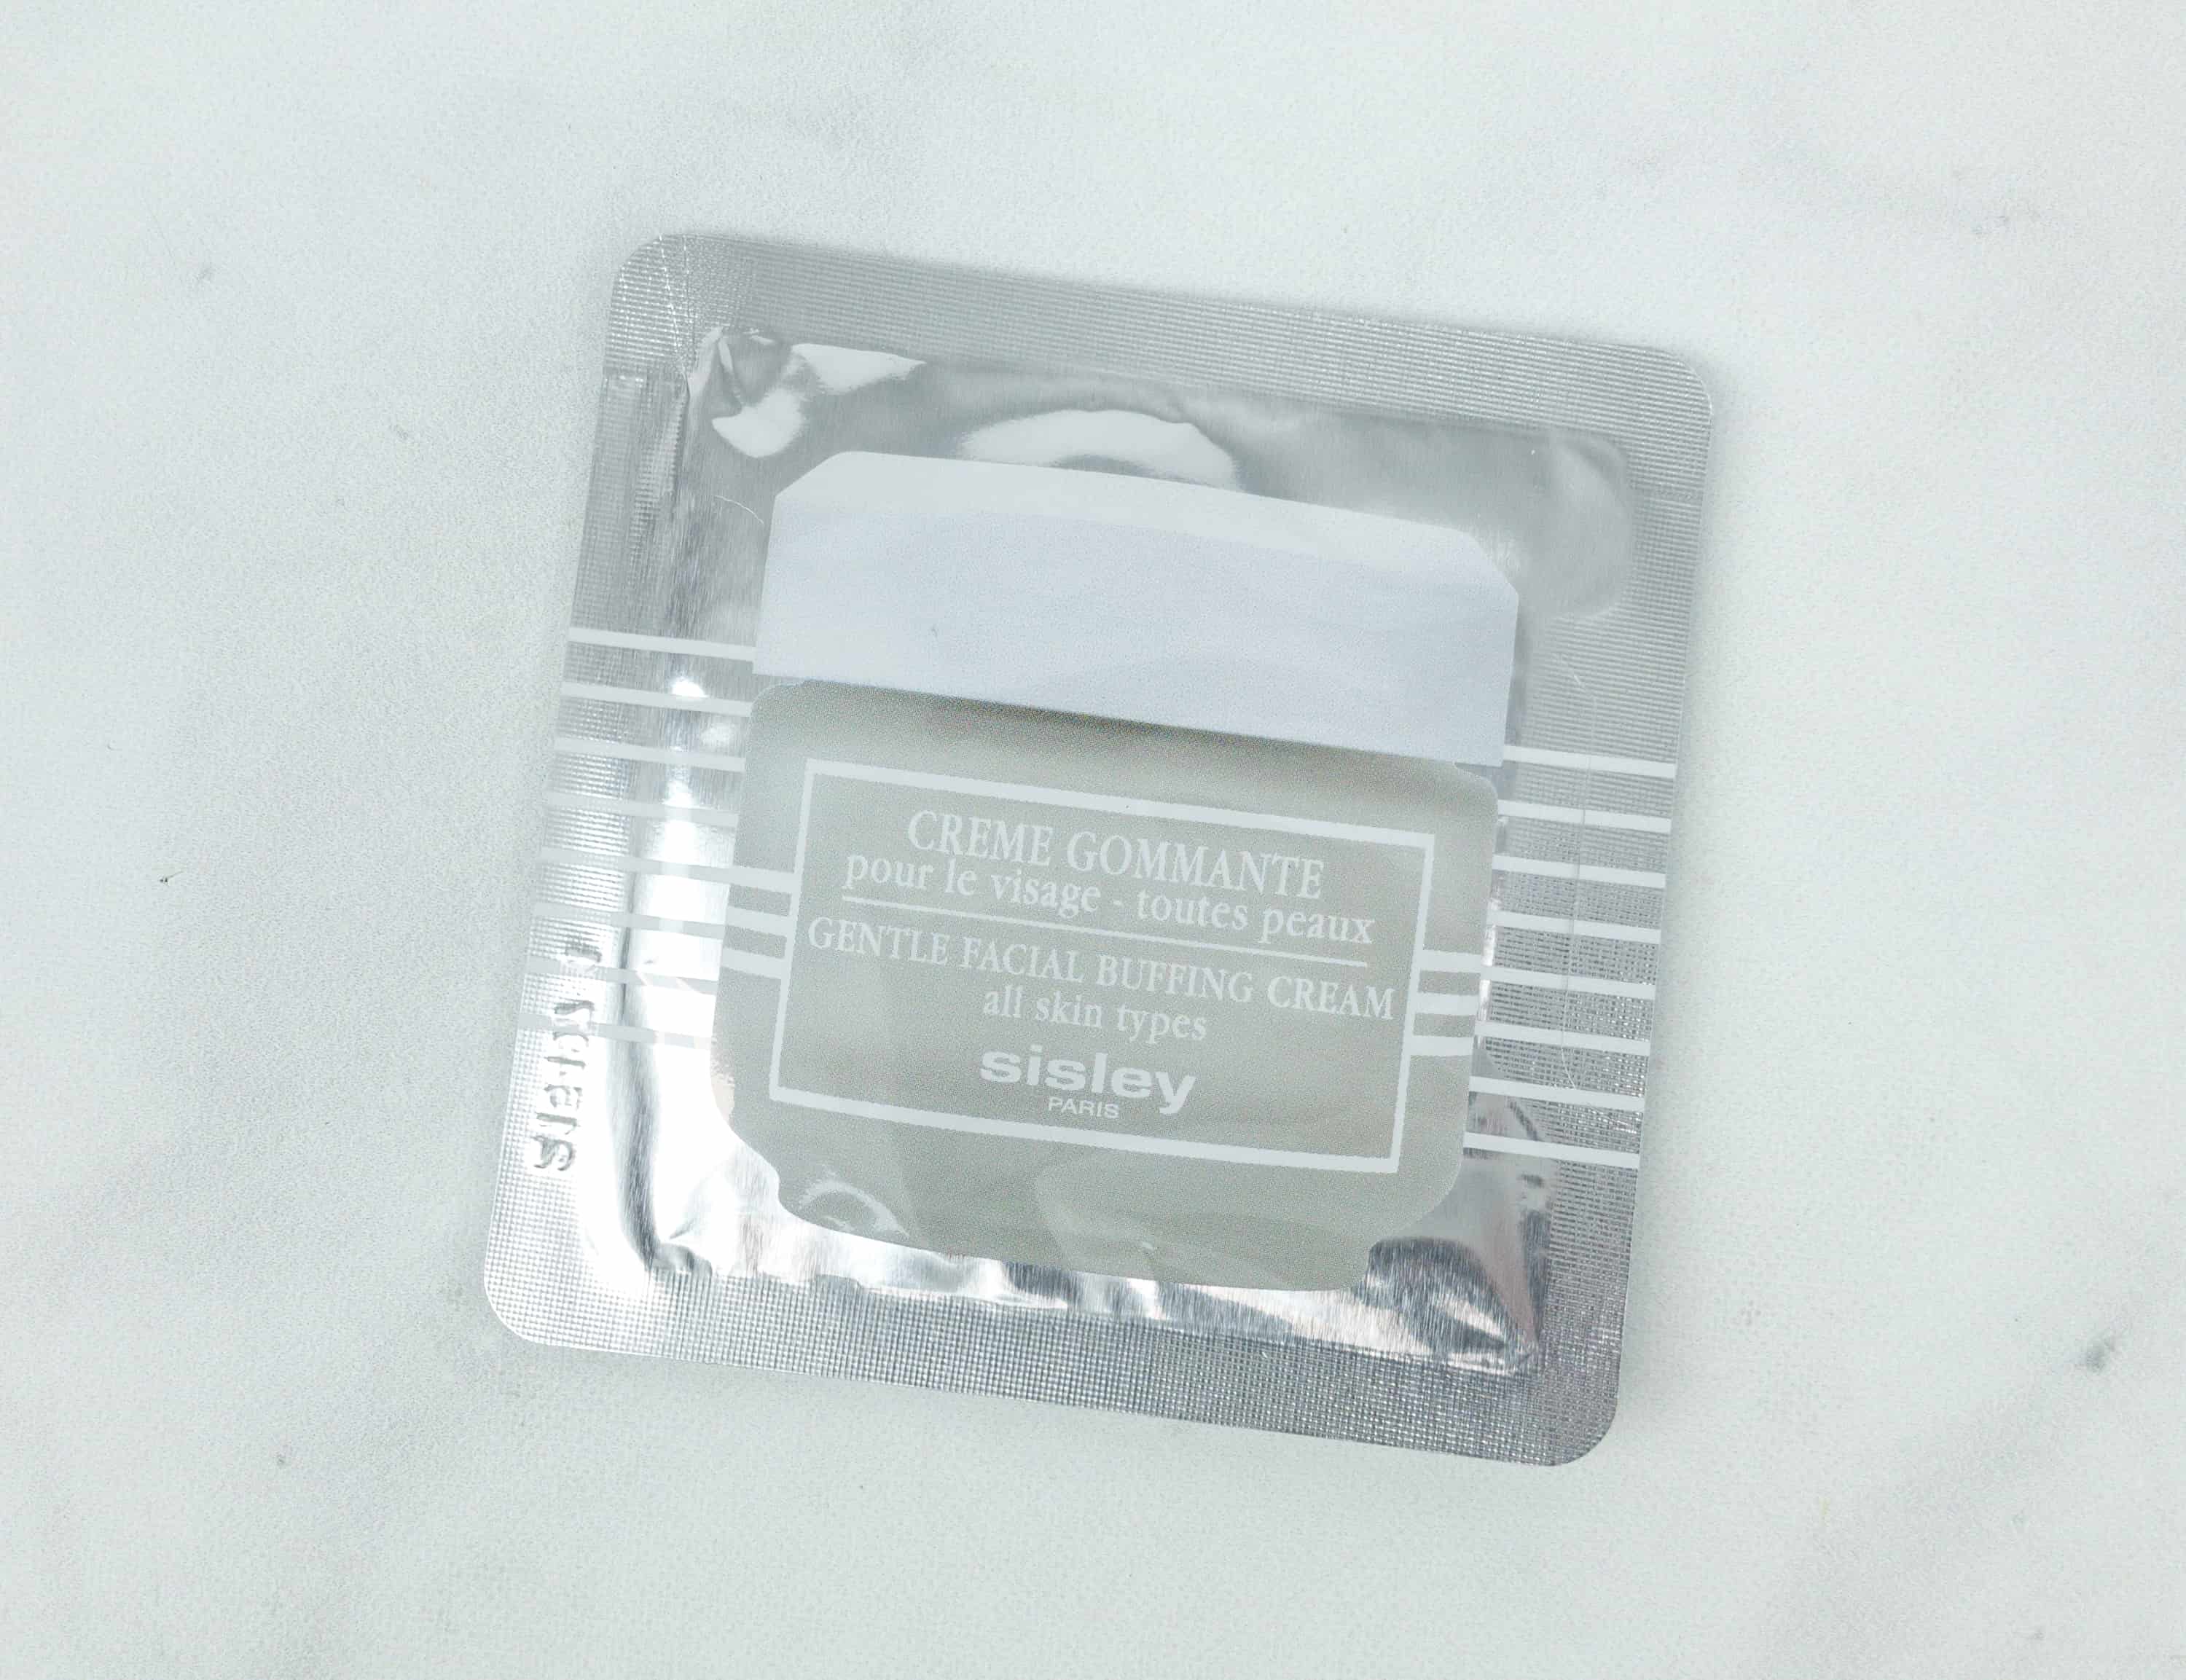 CREME GOMMANTE
pour le visage - toutes peaux
GENTLE FACIAL BUFFING CREAM
all skin types
sisley
PARIS